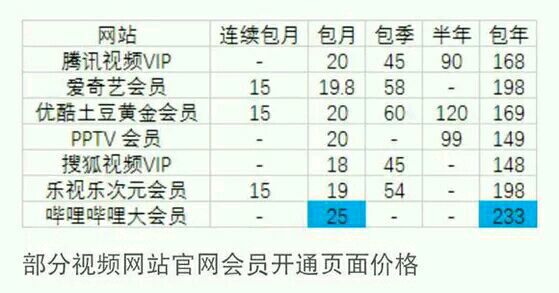 网站 连续包月 包月 包季 半年 包年
腾讯视频VIP - 20 45 90 168
爱奇艺会员 15 19.8 58 - 198
优酷土豆黄金会员 15 20 60 120 169
PPTV 会员 - 20 - 99 149
搜狐视频VIP - 18 45 - 148
乐视乐次元会员 15 19 54 - 198
哔哩哔哩大会员 - 25 - - 233
部分视频网站官网会员开通页面价格